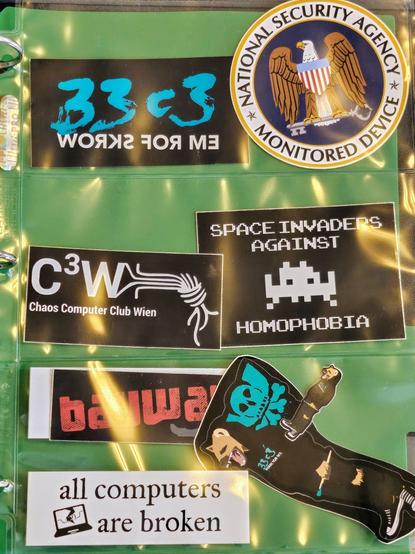 NATIONAL SECURITY AGENCY
MONITORED DEVICE
33c3
WORKS FOR ME
SPACE INVADERS
AGAINST
HOMOPHOBIA
C³W
Chaos Computer Club Wien
33c3
all computers
are broken